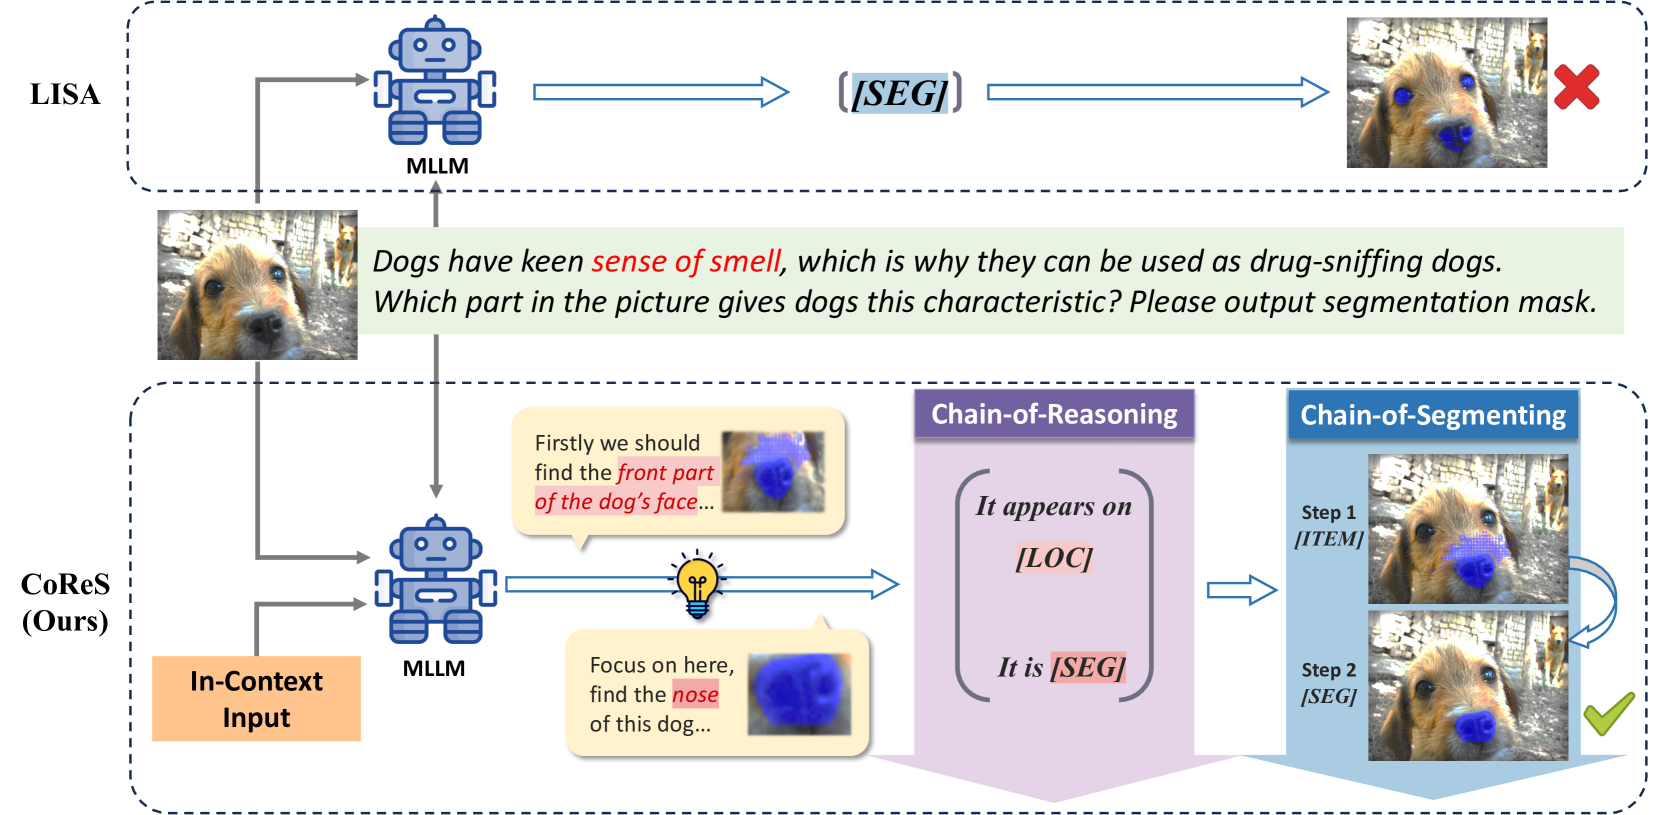 LISA
MLLM
[SEG]
Dogs have keen sense of smell, which is why they can be used as drug-sniffing dogs.
Which part in the picture gives dogs this characteristic? Please output segmentation mask.
CoReS
(Ours)
In-Context
Input
MLLM
Firstly we should
find the front part
of the dog's face...
Focus on here,
find the nose
of this dog...
Chain-of-Reasoning
It appears on
[LOC]
It is [SEG]
Chain-of-Segmenting
Step 1
[ITEM]
Step 2
[SEG]